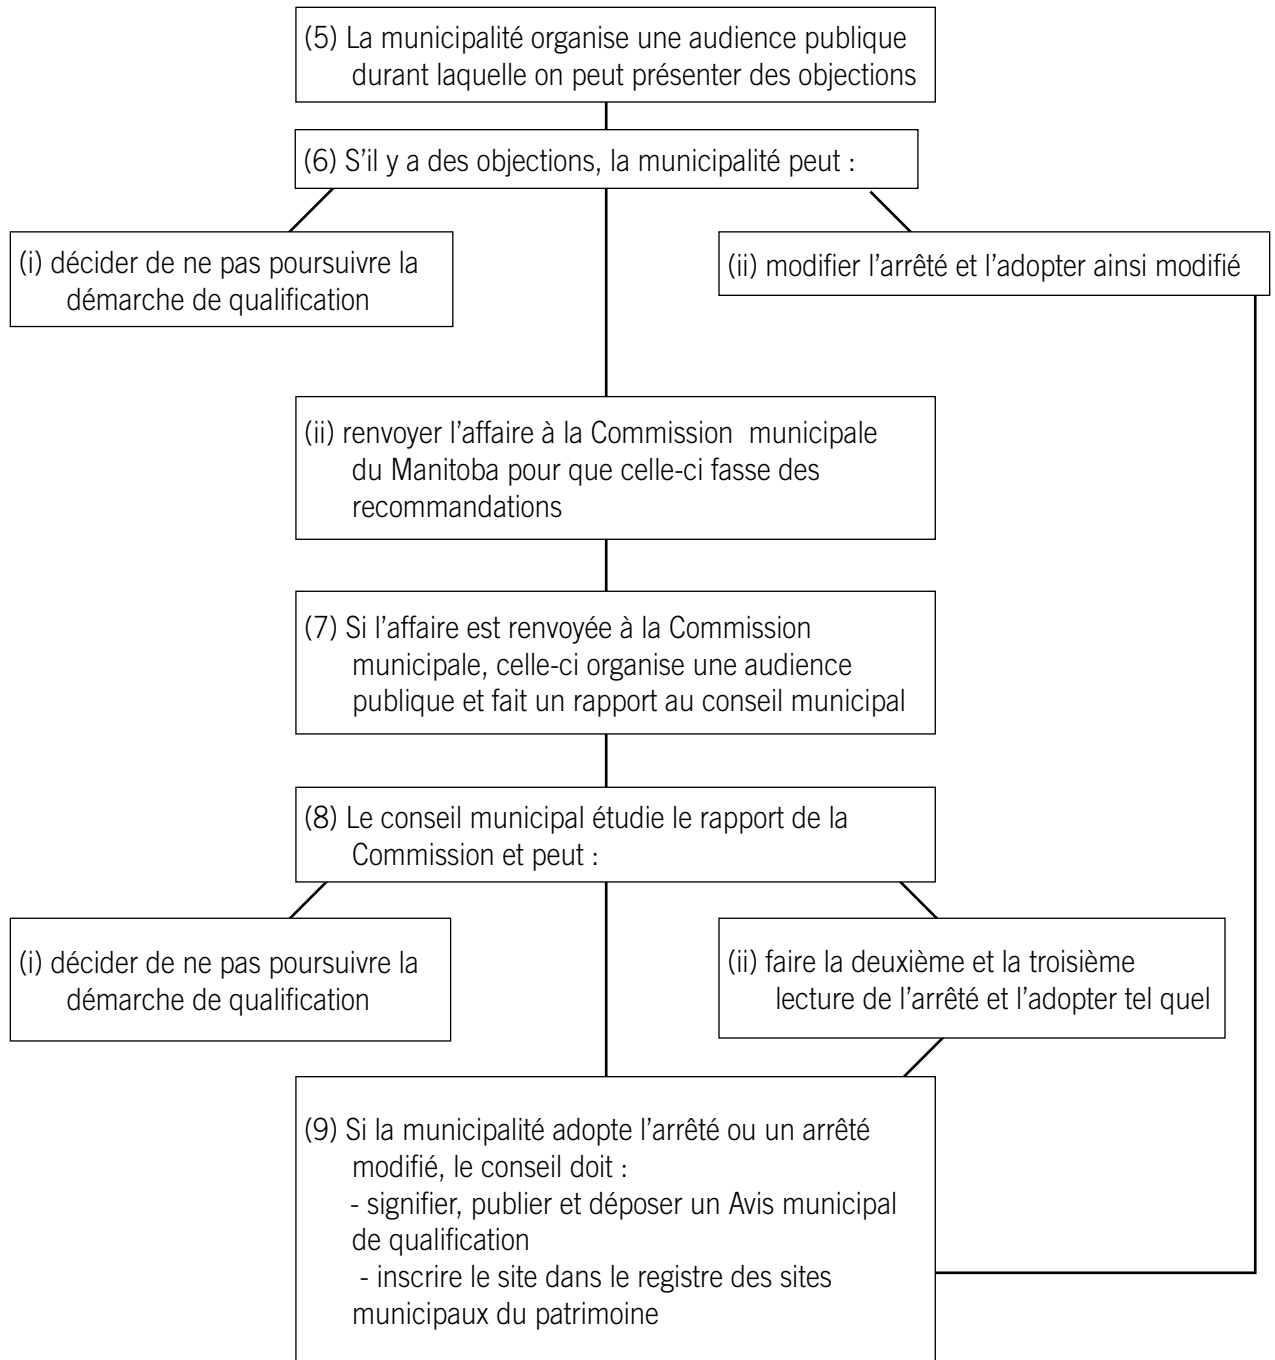 (5) La municipalité organise une audience publique
durant laquelle on peut présenter des objections
(6) S’il y a des objections, la municipalité peut :
(i) décider de ne pas poursuivre la
démarche de qualification
(ii) modifier l’arrêté et l’adopter ainsi modifié
(ii) renvoyer l’affaire à la Commission municipale
du Manitoba pour que celle-ci fasse des
recommandations
(7) Si l’affaire est renvoyée à la Commission
municipale, celle-ci organise une audience
publique et fait un rapport au conseil municipal
(8) Le conseil municipal étudie le rapport de la
Commission et peut :
(i) décider de ne pas poursuivre la
démarche de qualification
(ii) faire la deuxième et la troisième
lecture de l’arrêté et l’adopter tel quel
(9) Si la municipalité adopte l’arrêté ou un arrêté
modifié, le conseil doit :
- signifier, publier et déposer un Avis municipal
de qualification
- inscrire le site dans le registre des sites
municipaux du patrimoine